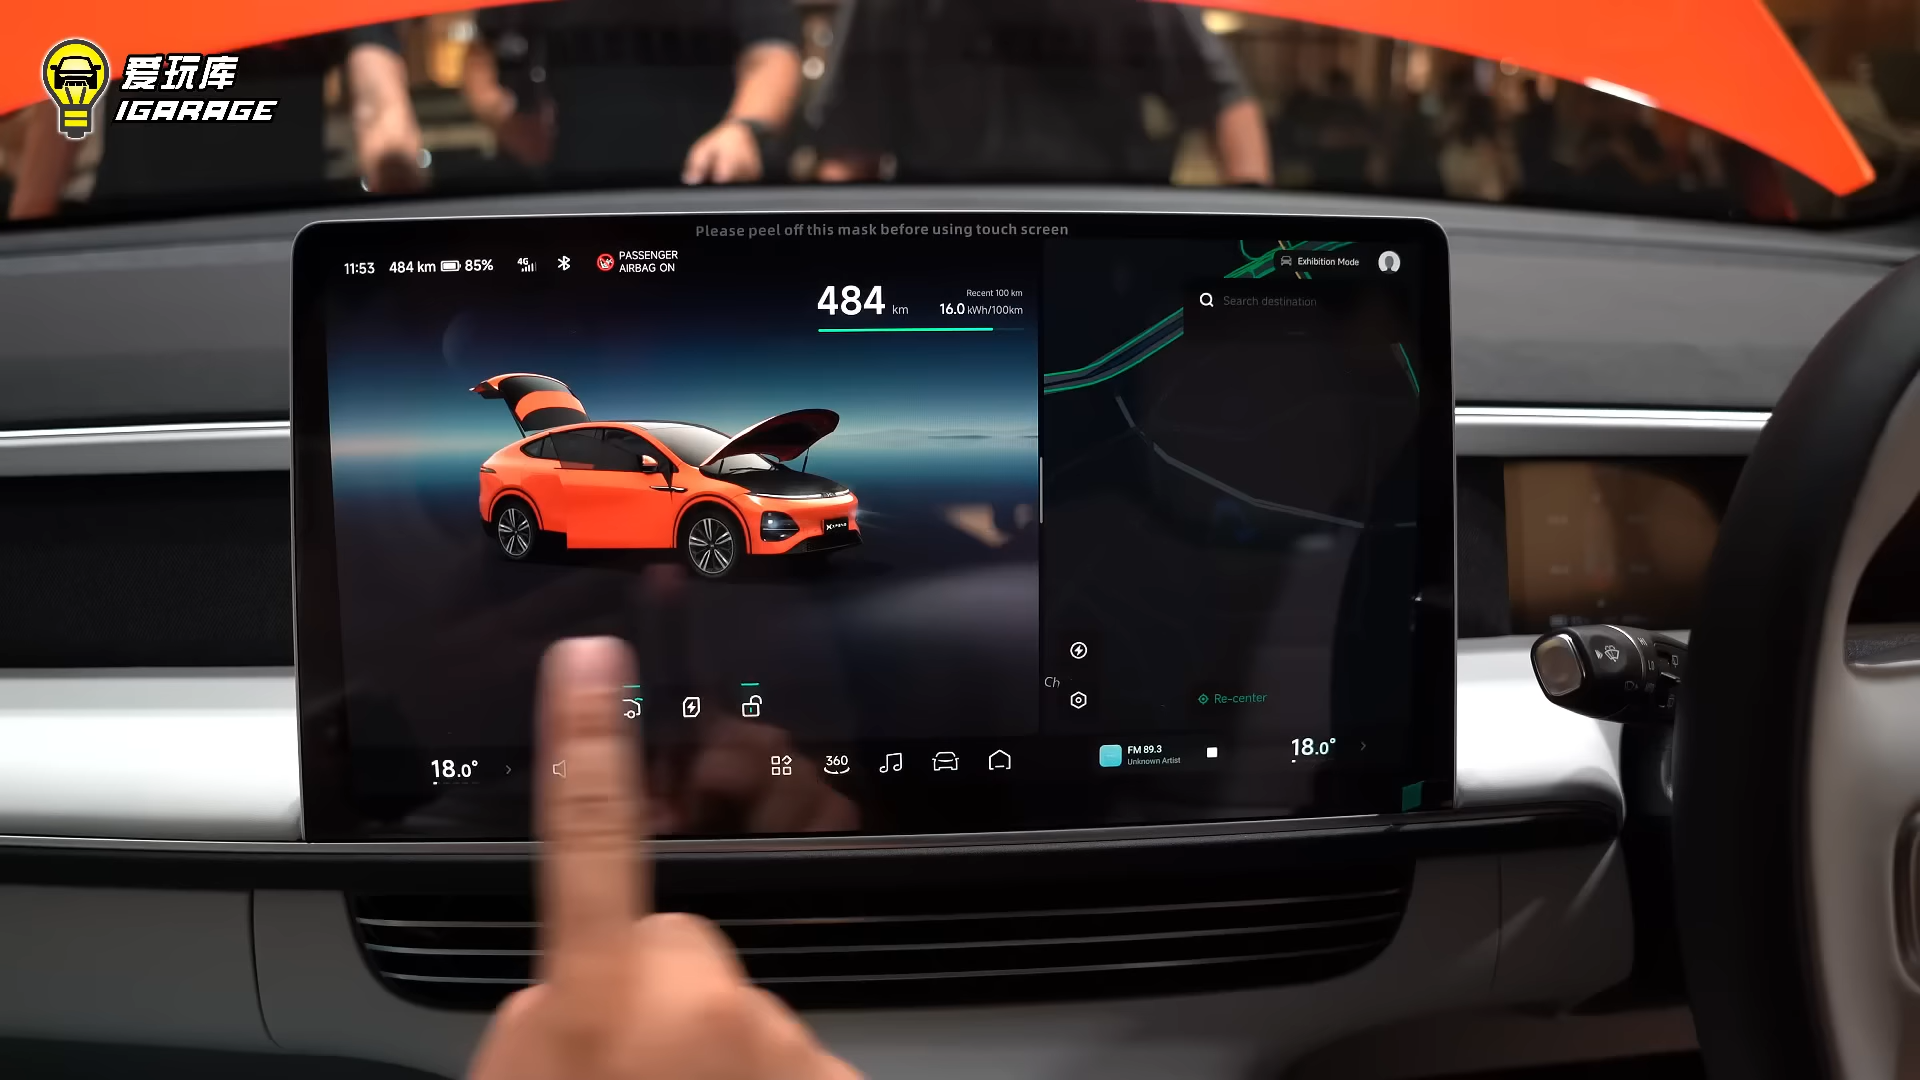 爱玩库
IGARAGE
Please peel off this mask before using touch screen
11:53 484 km 85% 4G PASSENGER
AIRBAG ON
Exhibition Mode
484 km
Recent 100 km
16.0 kWh/100km
Search destination
XPENG
Ch
Re-center
18.0°
360
FM 89.3
Unknown Artist
18.0°